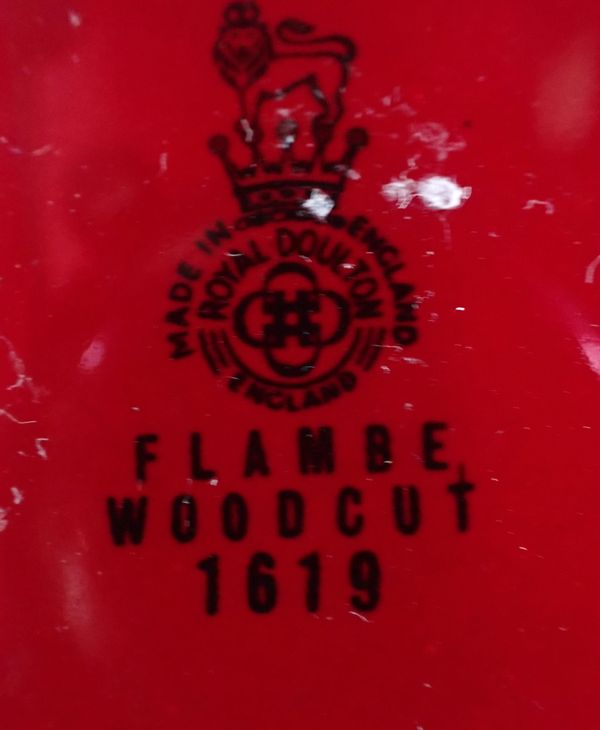 MADE IN ENGLAND
ROYAL DOULTON
ENGLAND
FLAMBE
WOODCUT
1619